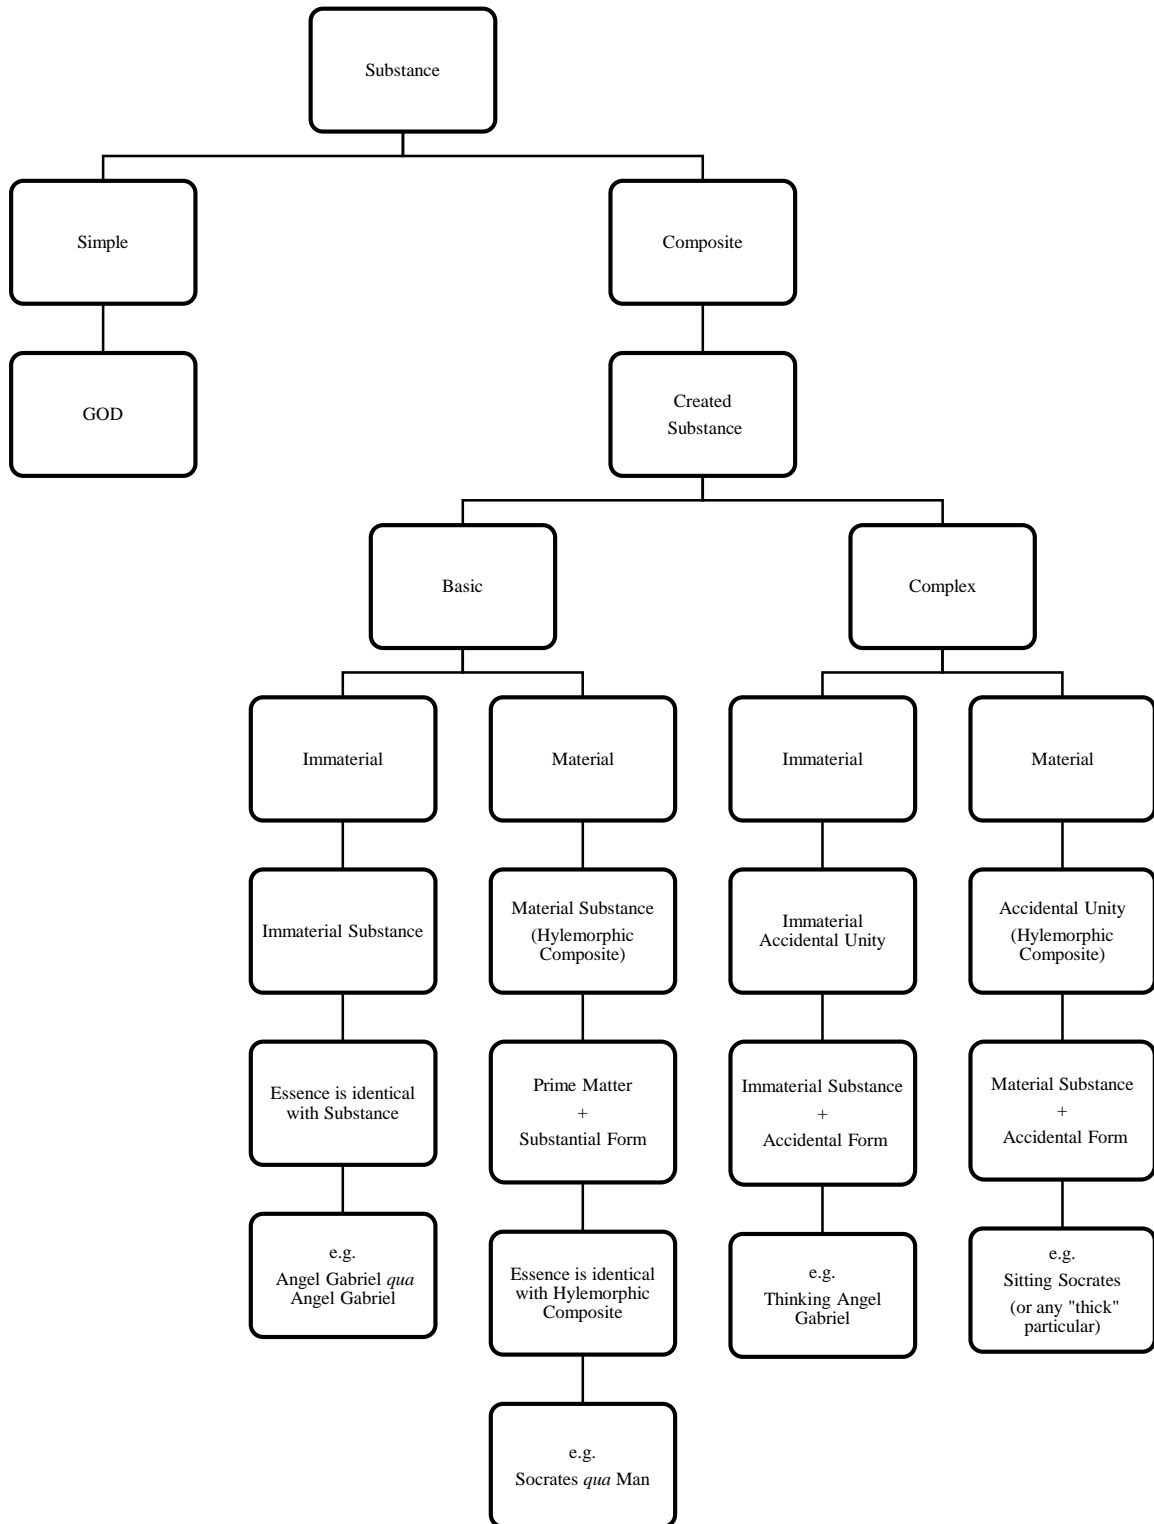 Substance
Simple
Composite
GOD
Created
Substance
Basic
Complex
Immaterial
Material
Immaterial
Material
Immaterial Substance
Material Substance
(Hylemorphic
Composite)
Immaterial
Accidental Unity
Accidental Unity
(Hylemorphic
Composite)
Essence is identical
with Substance
Prime Matter
+
Substantial Form
Immaterial Substance
+
Accidental Form
Material Substance
+
Accidental Form
e.g.
Angel Gabriel qua
Angel Gabriel
Essence is identical
with Hylemorphic
Composite
e.g.
Thinking Angel
Gabriel
e.g.
Sitting Socrates
(or any "thick"
particular)
e.g.
Socrates qua Man